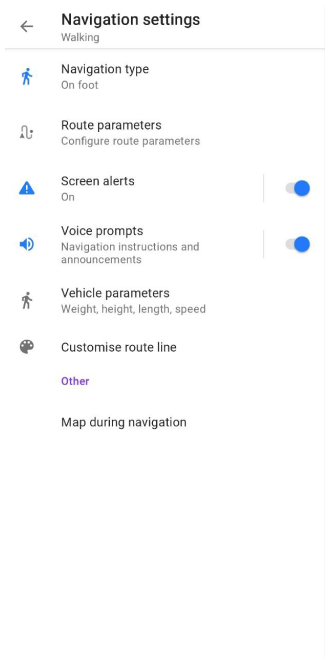 Navigation settings
Walking
Navigation type
On foot
Route parameters
Configure route parameters
Screen alerts
On
Voice prompts
Navigation instructions and
announcements
Vehicle parameters
Weight, height, length, speed
Customise route line
Other
Map during navigation